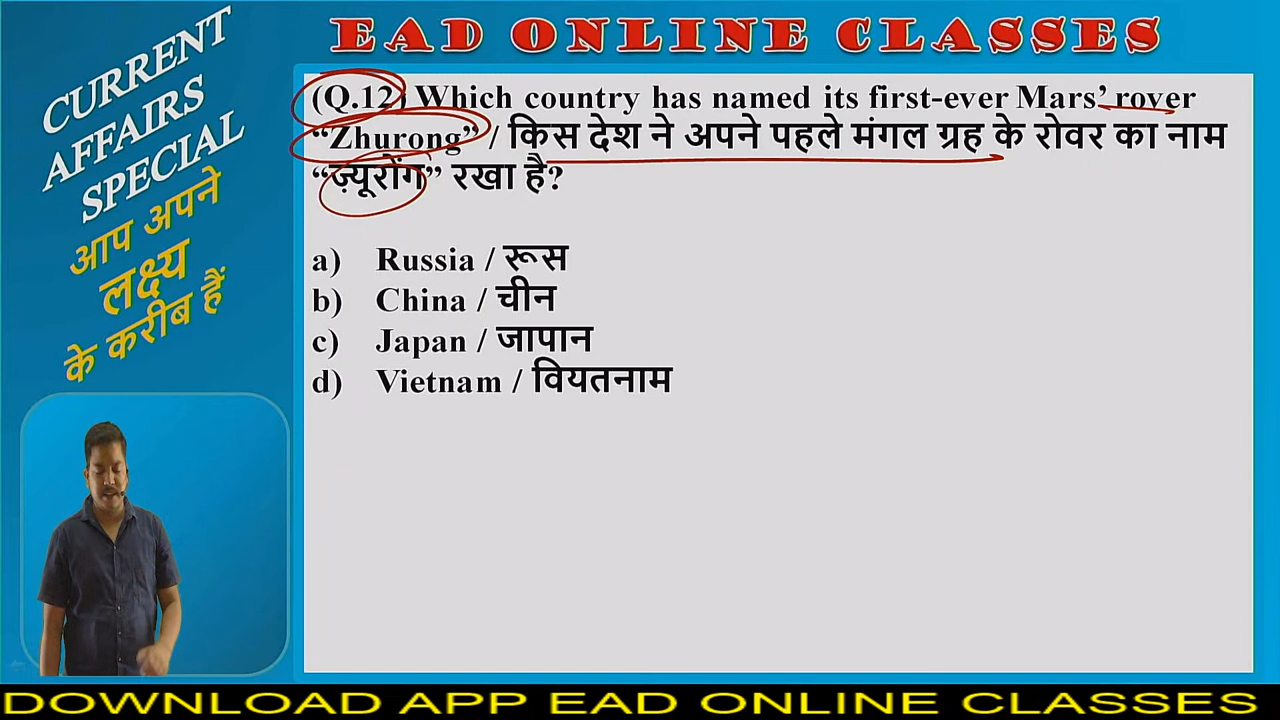 EAD ONLINE CLASSES
CURRENT
AFFAIRS
SPECIAL
आप अपने
लक्ष्य
के करीब हैं
(Q.12) Which country has named its first-ever Mars’ rover
“Zhurong” / किस देश ने अपने पहले मंगल ग्रह के रोवर का नाम
“ज़्यूरोंग” रखा है?
a) Russia / रूस
b) China / चीन
c) Japan / जापान
d) Vietnam / वियतनाम
DOWNLOAD APP EAD ONLINE CLASSES